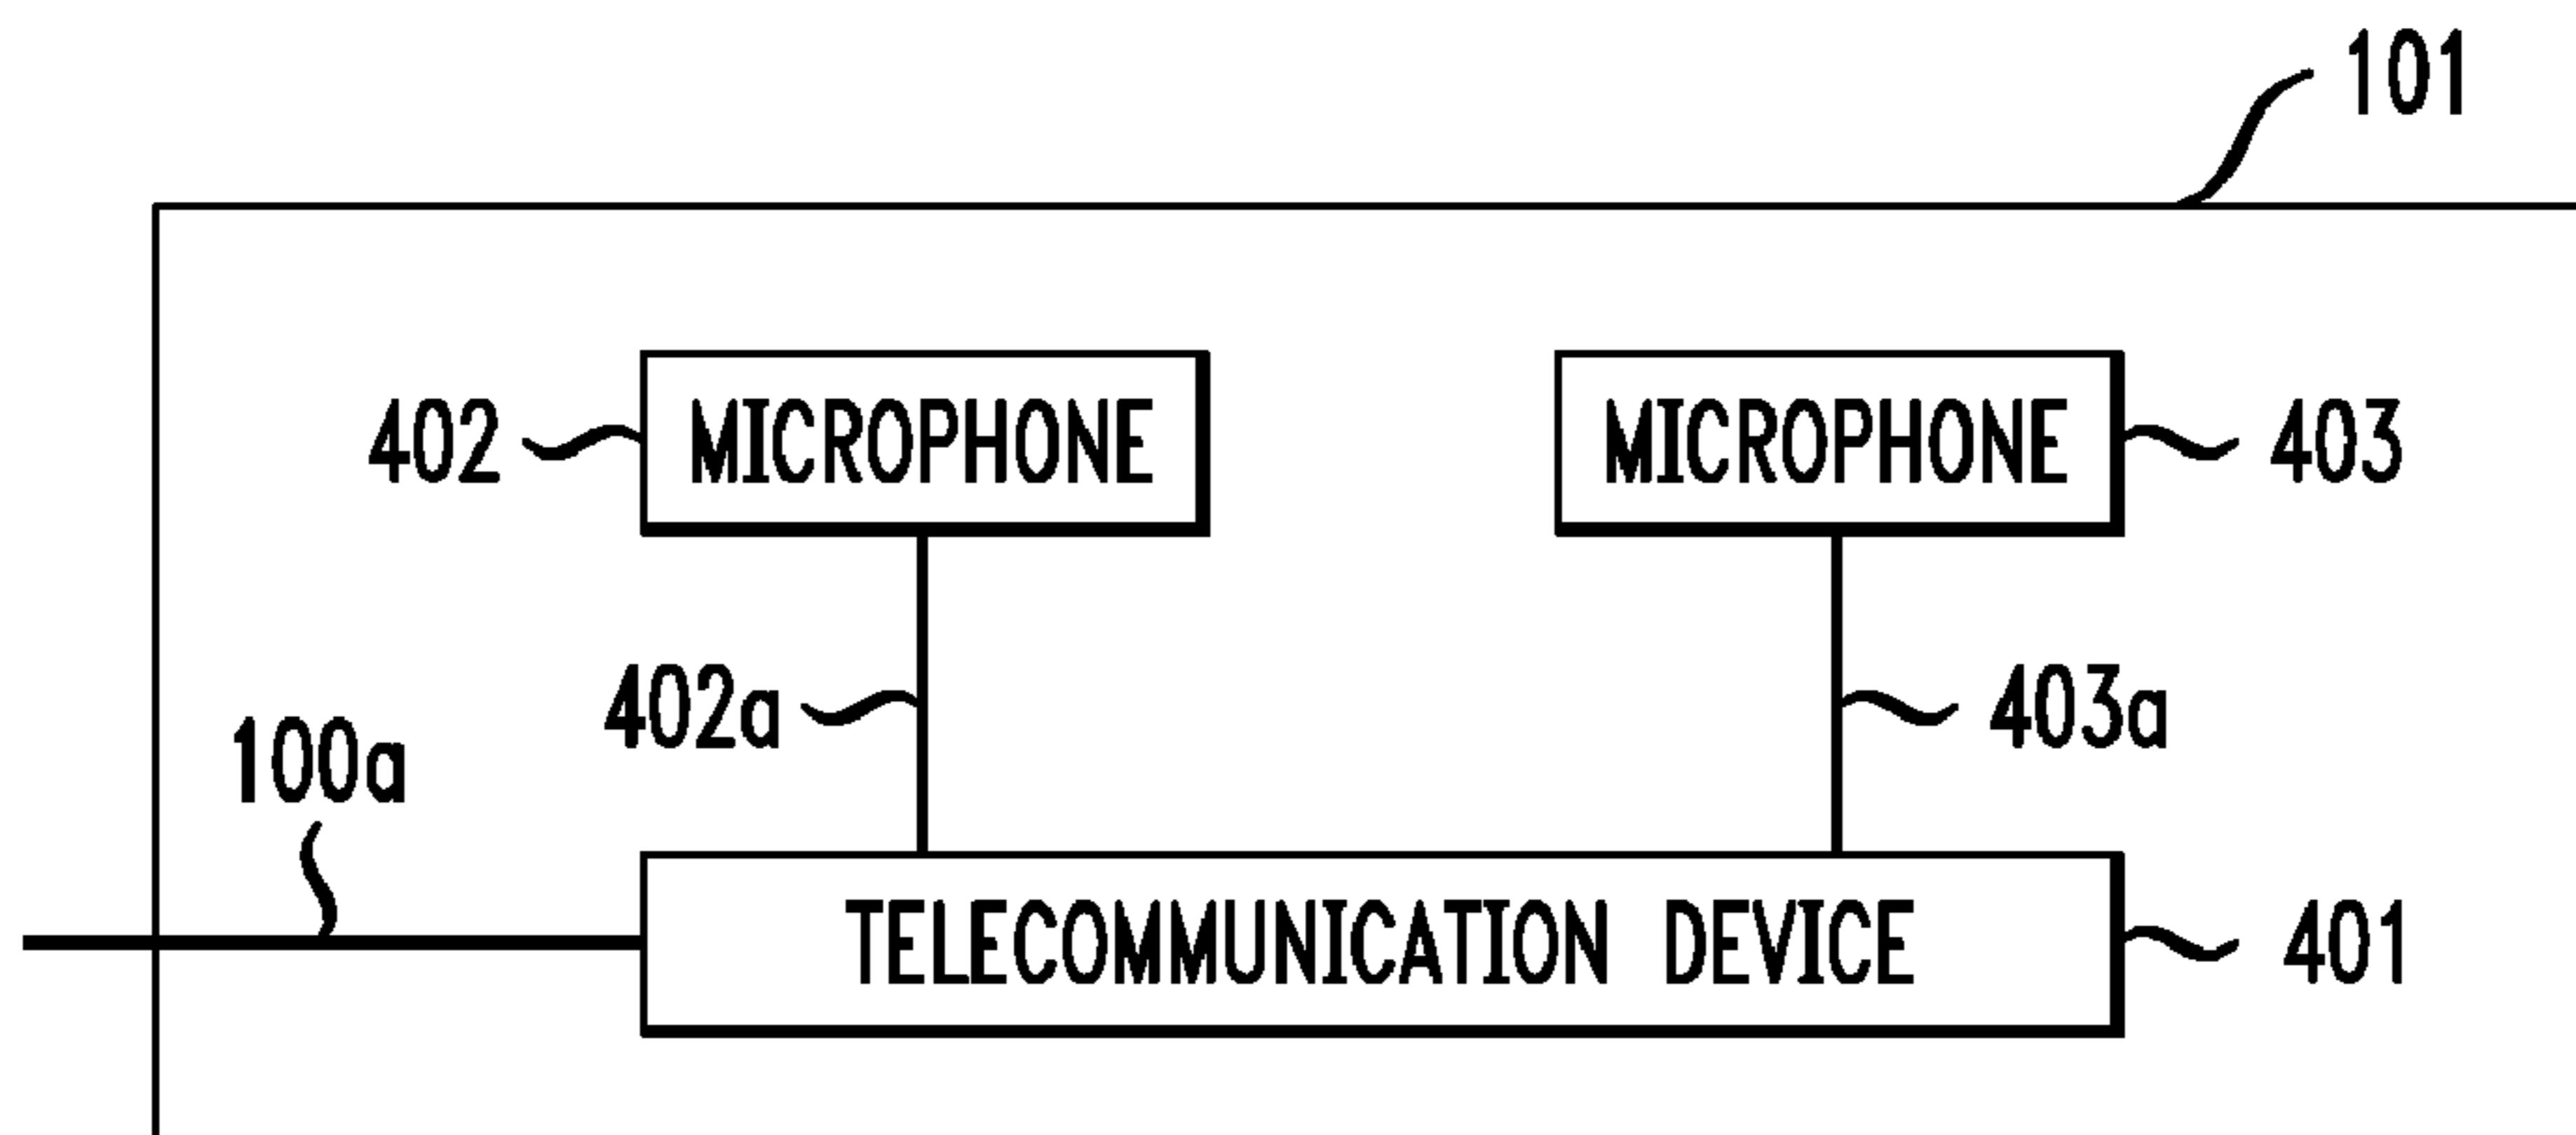 101
402 MICROPHONE MICROPHONE 403
402a 403a
100a
TELECOMMUNICATION DEVICE 401